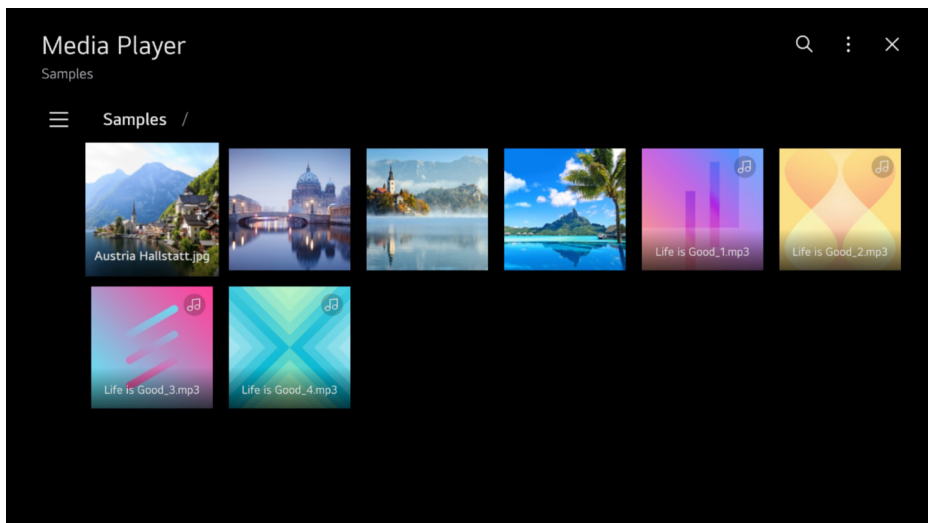 Media Player
Samples
Samples /
Austria Hallstatt.jpg
Life is Good_1.mp3
Life is Good_2.mp3
Life is Good_3.mp3
Life is Good_4.mp3